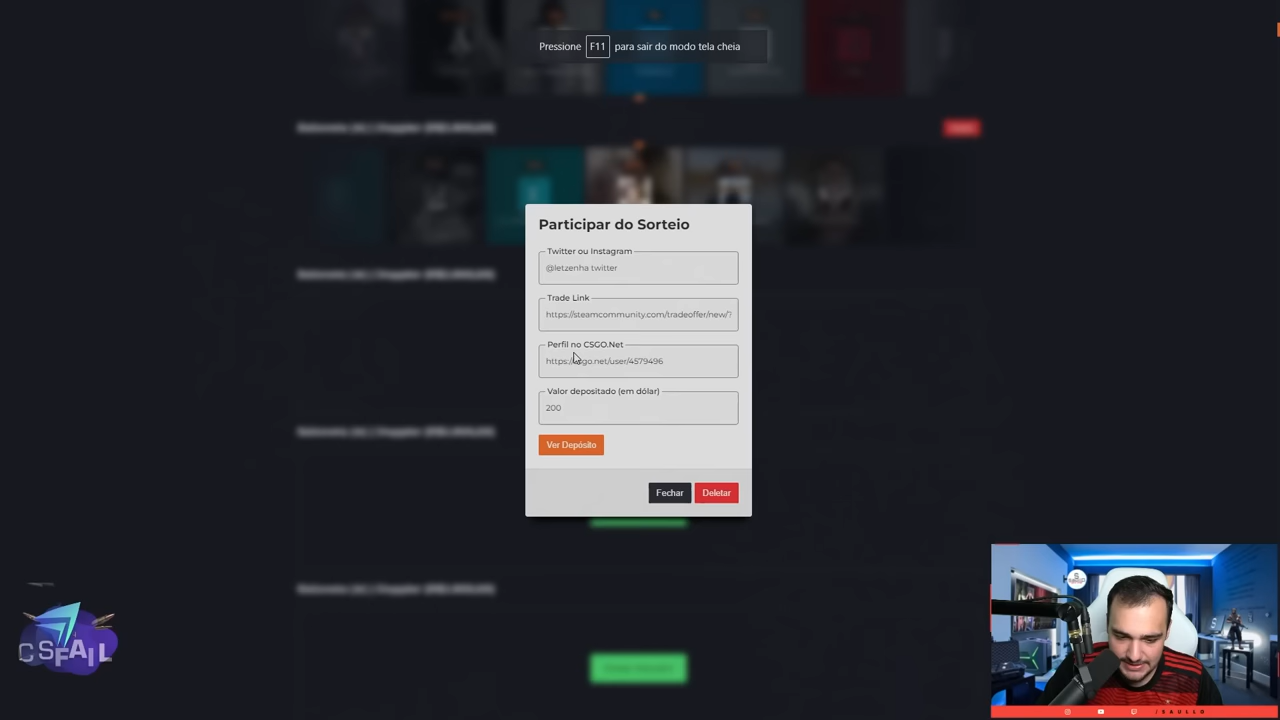 Pressione F11 para sair do modo tela cheia
Participar do Sorteio
Twitter ou Instagram
@letzenha twitter
Trade Link
https://steamcommunity.com/tradeoffer/new/?
Perfil no CSGO.Net
https://csgo.net/user/4579496
Valor depositado (em dólar)
200
Ver Depósito
Fechar
Deletar
CSFAIL
/SAULLO